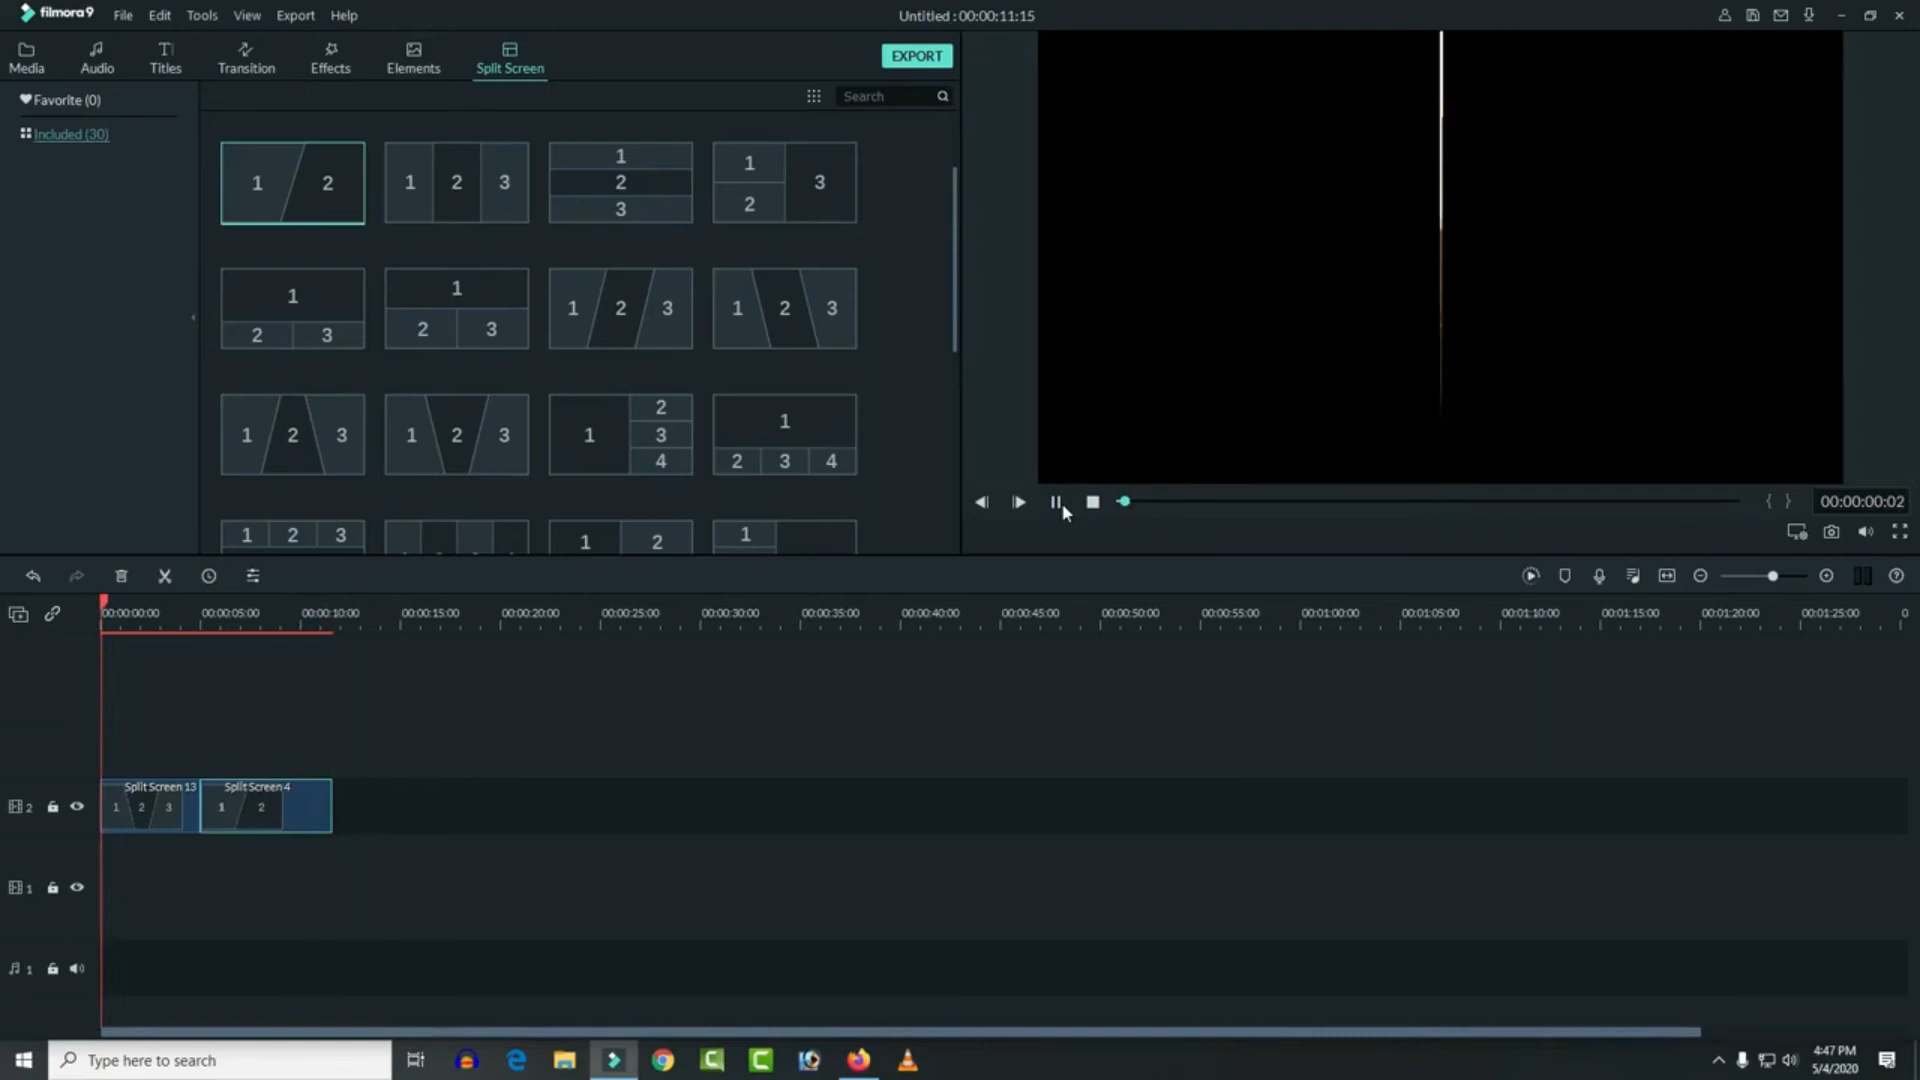 filmora9 File Edit Tools View Export Help Untitled : 00:00:11:15
Media Audio Titles Transition Effects Elements Split Screen EXPORT
Favorite (0) Search
Included (30)
1 2 1 2 3 1 2 3 1 2 3
1 2 3 1 2 3 1 2 3 1 2 3
1 2 3 1 2 3 1 2 3 4 1 2 3 4
1 2 3 1 2 1
00:00:00:02
00:00:00:00 00:00:05:00 00:00:10:00 00:00:15:00 00:00:20:00 00:00:25:00 00:00:30:00 00:00:35:00 00:00:40:00 00:00:45:00 00:00:50:00 00:00:55:00 00:01:00:00 00:01:05:00 00:01:10:00 00:01:15:00 00:01:20:00 00:01:25:00 0
Split Screen 13 Split Screen 4
2 1 2 3 1 2
1
1
Type here to search 4:47 PM
5/4/2020